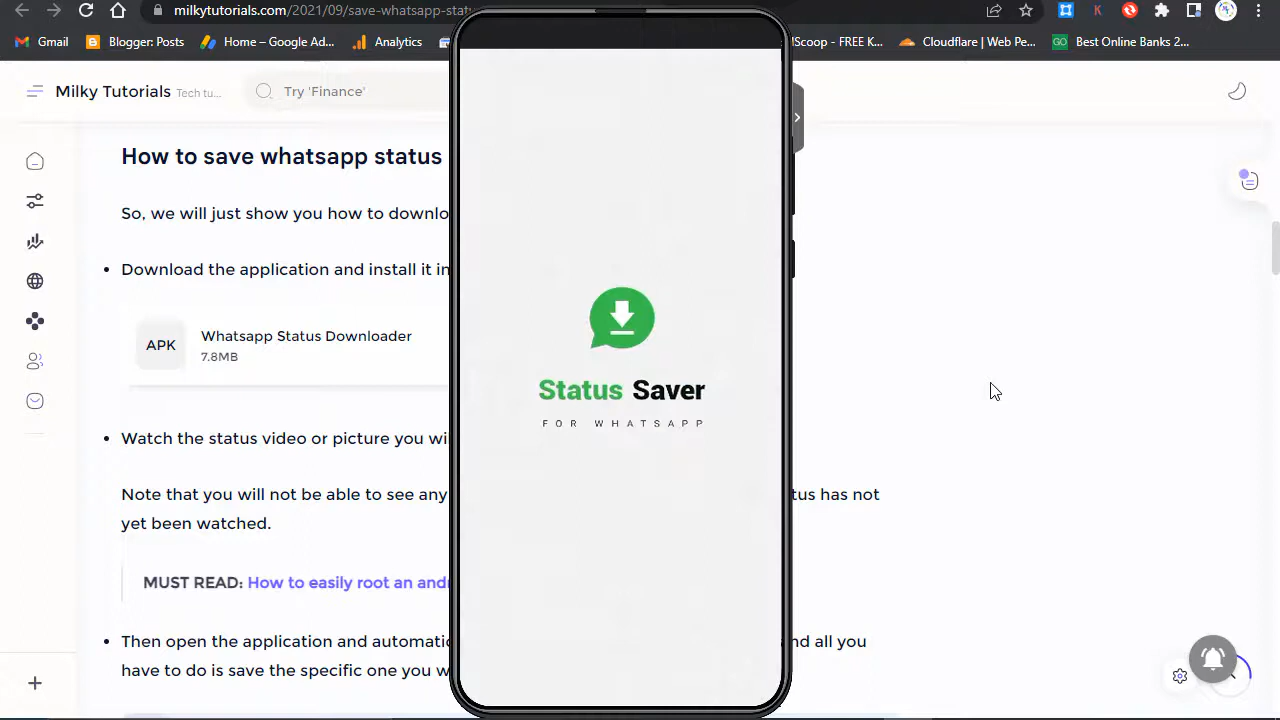 milkytutorials.com/2021/09/save-whatsapp-stat
Gmail
Blogger: Posts
Home – Google Ad...
Analytics
Scoop - FREE K...
Cloudflare | Web Pe...
GO
Best Online Banks 2...
Milky Tutorials Tech tu...
Try 'Finance'
How to save whatsapp status
So, we will just show you how to downlo
Download the application and install it in
APK
Whatsapp Status Downloader
7.8MB
Watch the status video or picture you wil
Note that you will not be able to see any
tus has not
yet been watched.
MUST READ: How to easily root an andr
Then open the application and automatic
nd all you
have to do is save the specific one you w
Status Saver
FOR WHATSAPP